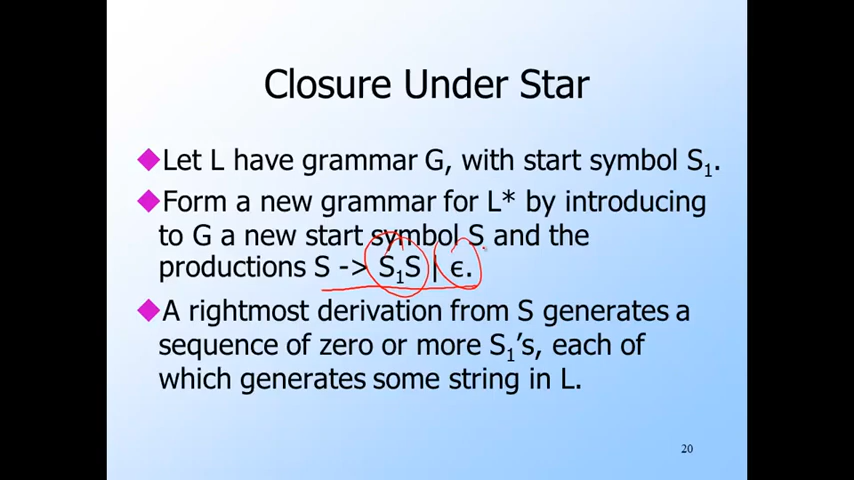 Closure Under Star
◆Let L have grammar G, with start symbol S₁.
◆Form a new grammar for L* by introducing
to G a new start symbol S and the
productions S -> S₁S | ϵ.
◆A rightmost derivation from S generates a
sequence of zero or more S₁’s, each of
which generates some string in L.
20